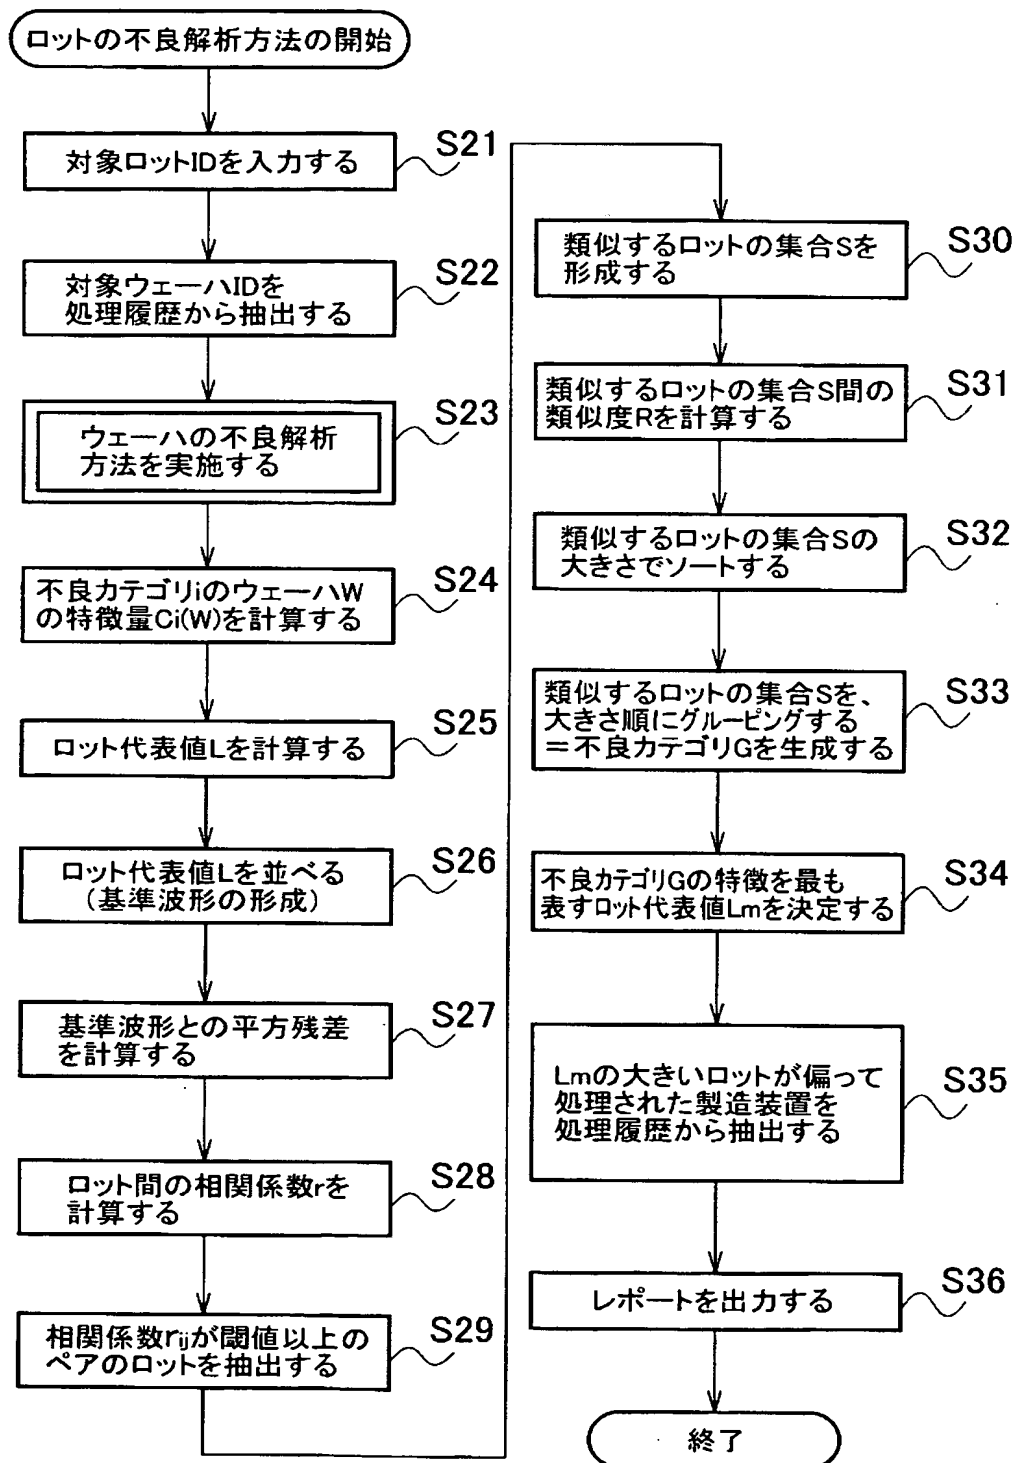 ロットの不良解析方法の開始
対象ロットIDを入力する
S21
対象ウェーハIDを
処理履歴から抽出する
S22
ウェーハの不良解析
方法を実施する
S23
不良カテゴリiのウェーハW
の特徴量Ci(W)を計算する
S24
ロット代表値Lを計算する
S25
ロット代表値Lを並べる
(基準波形の形成)
S26
基準波形との平方残差
を計算する
S27
ロット間の相関係数rを
計算する
S28
相関係数rijが閾値以上の
ペアのロットを抽出する
S29
類似するロットの集合Sを
形成する
S30
類似するロットの集合S間の
類似度Rを計算する
S31
類似するロットの集合Sの
大きさでソートする
S32
類似するロットの集合Sを、
大きさ順にグルーピングする
=不良カテゴリGを生成する
S33
不良カテゴリGの特徴を最も
表すロット代表値Lmを決定する
S34
Lmの大きいロットが偏って
処理された製造装置を
処理履歴から抽出する
S35
レポートを出力する
S36
終了